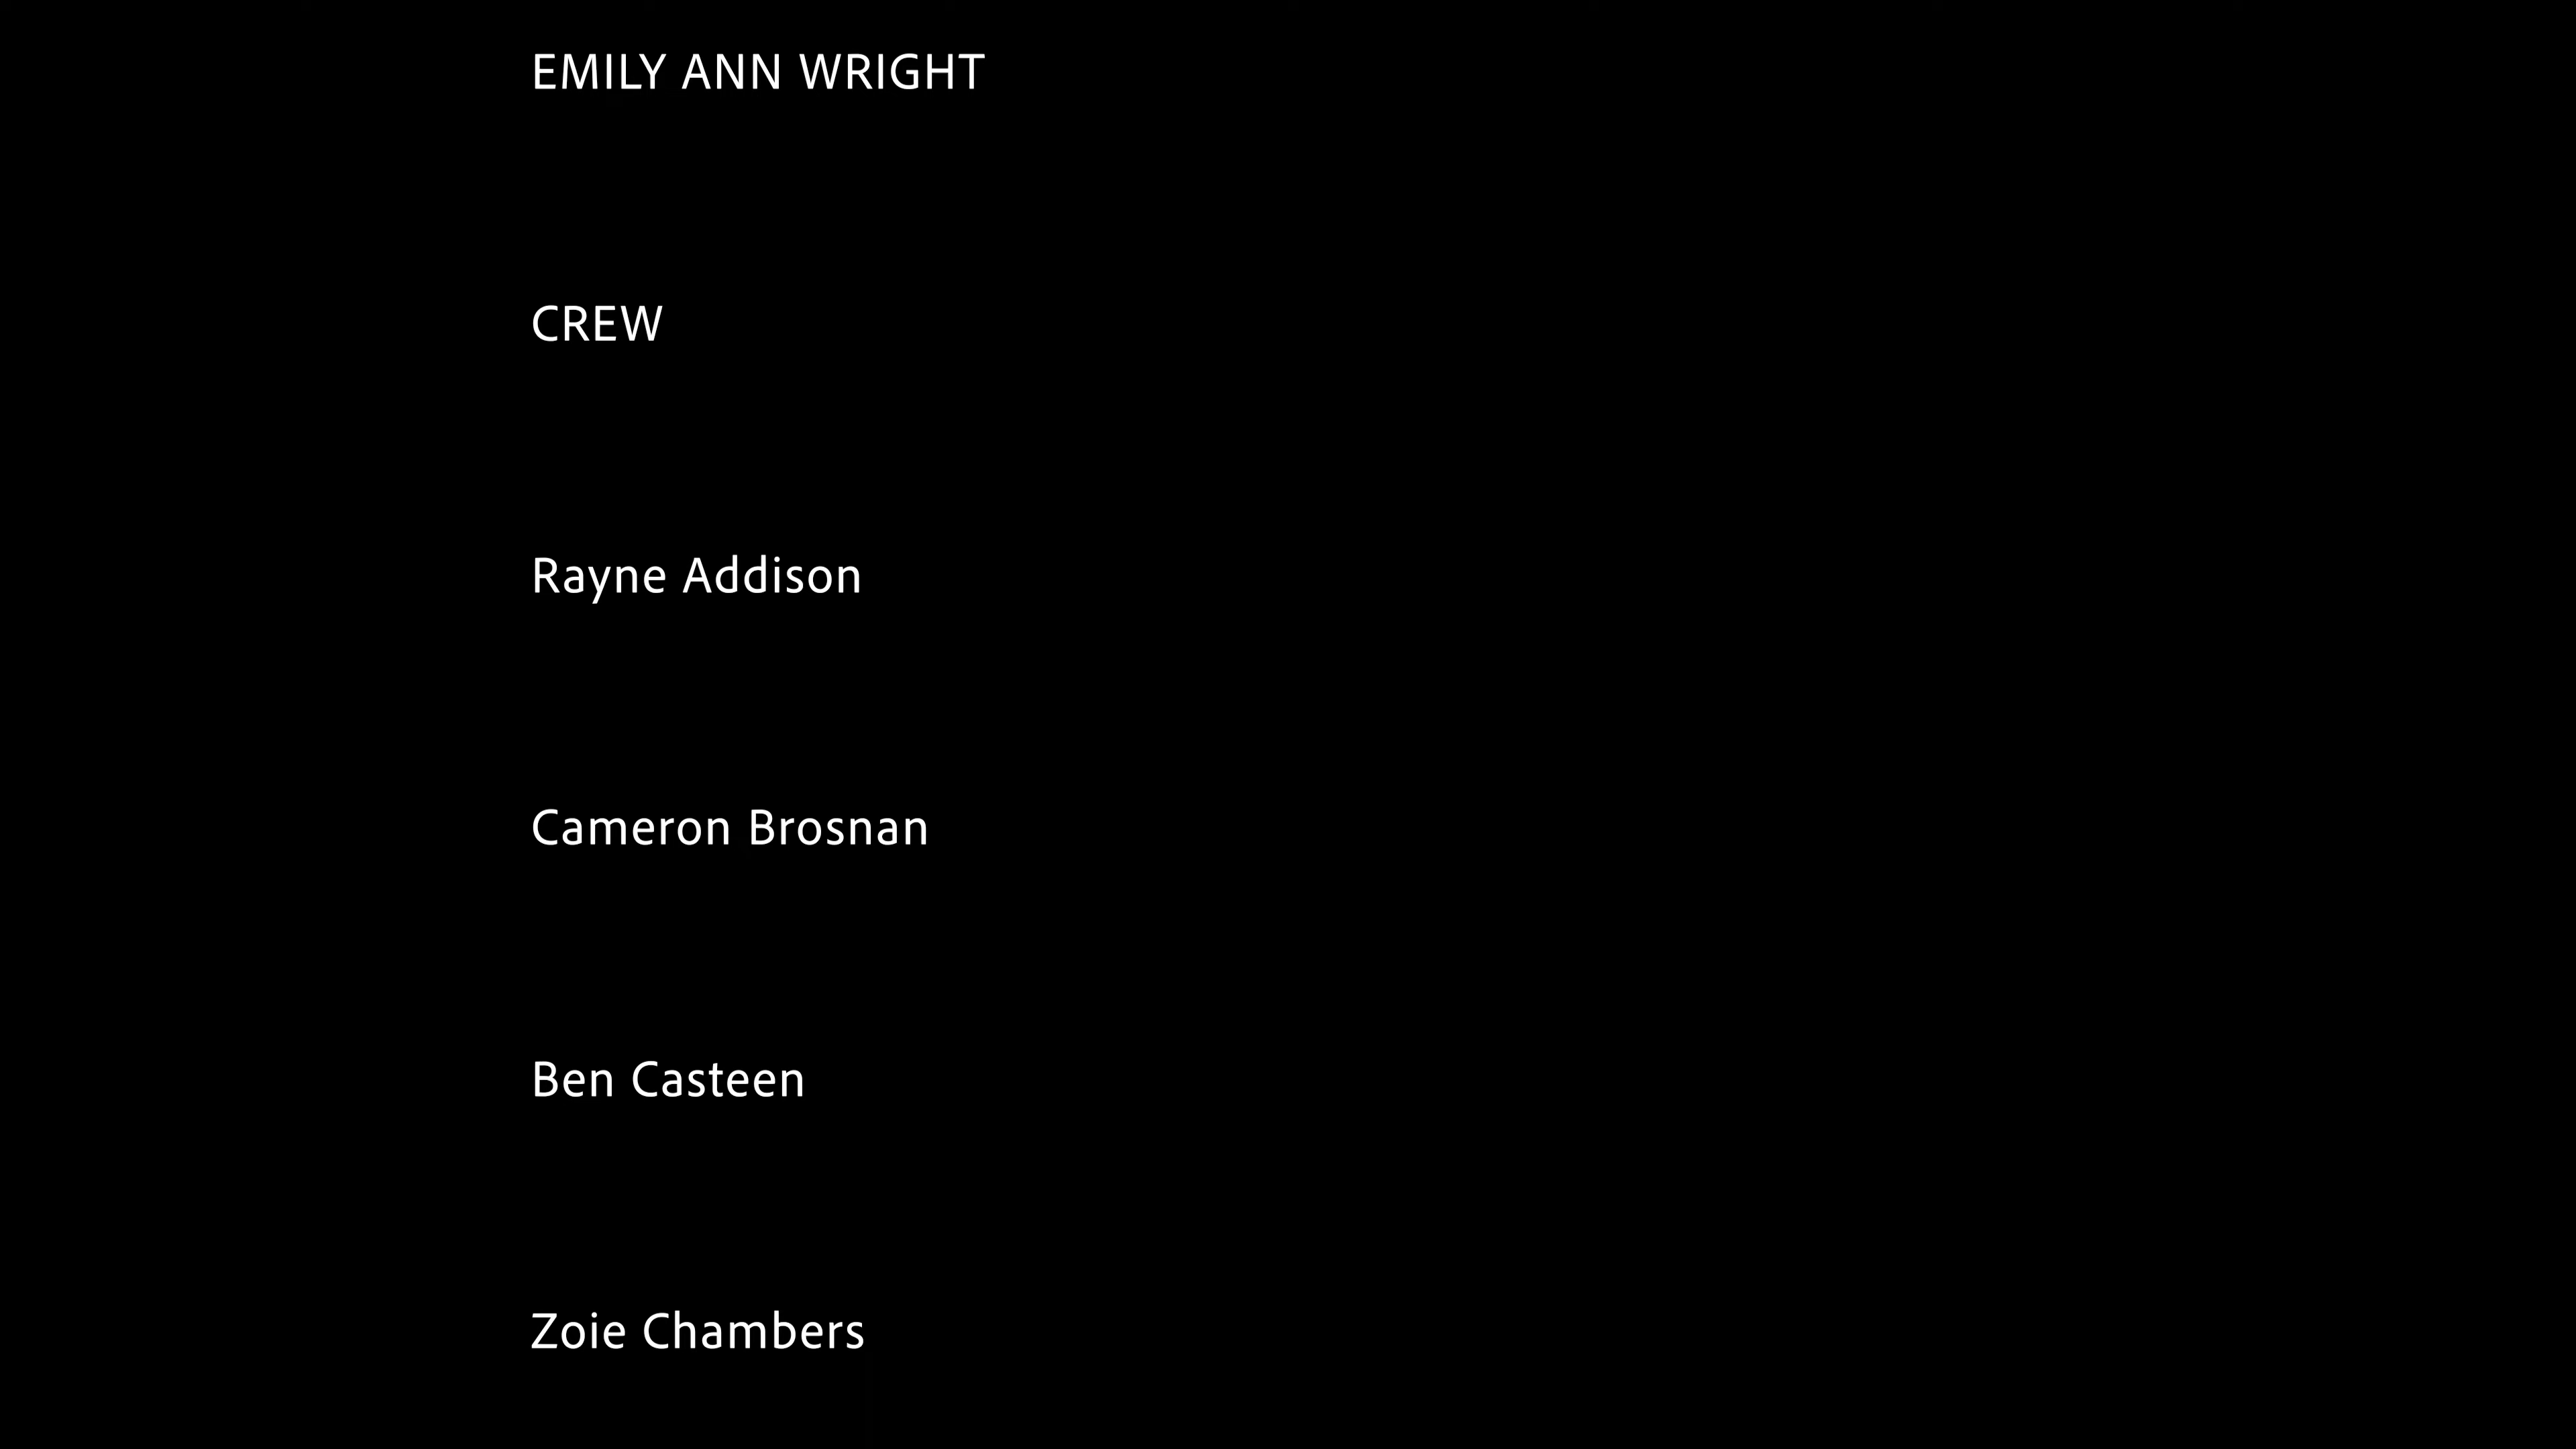 EMILY ANN WRIGHT
CREW
Rayne Addison
Cameron Brosnan
Ben Casteen
Zoie Chambers